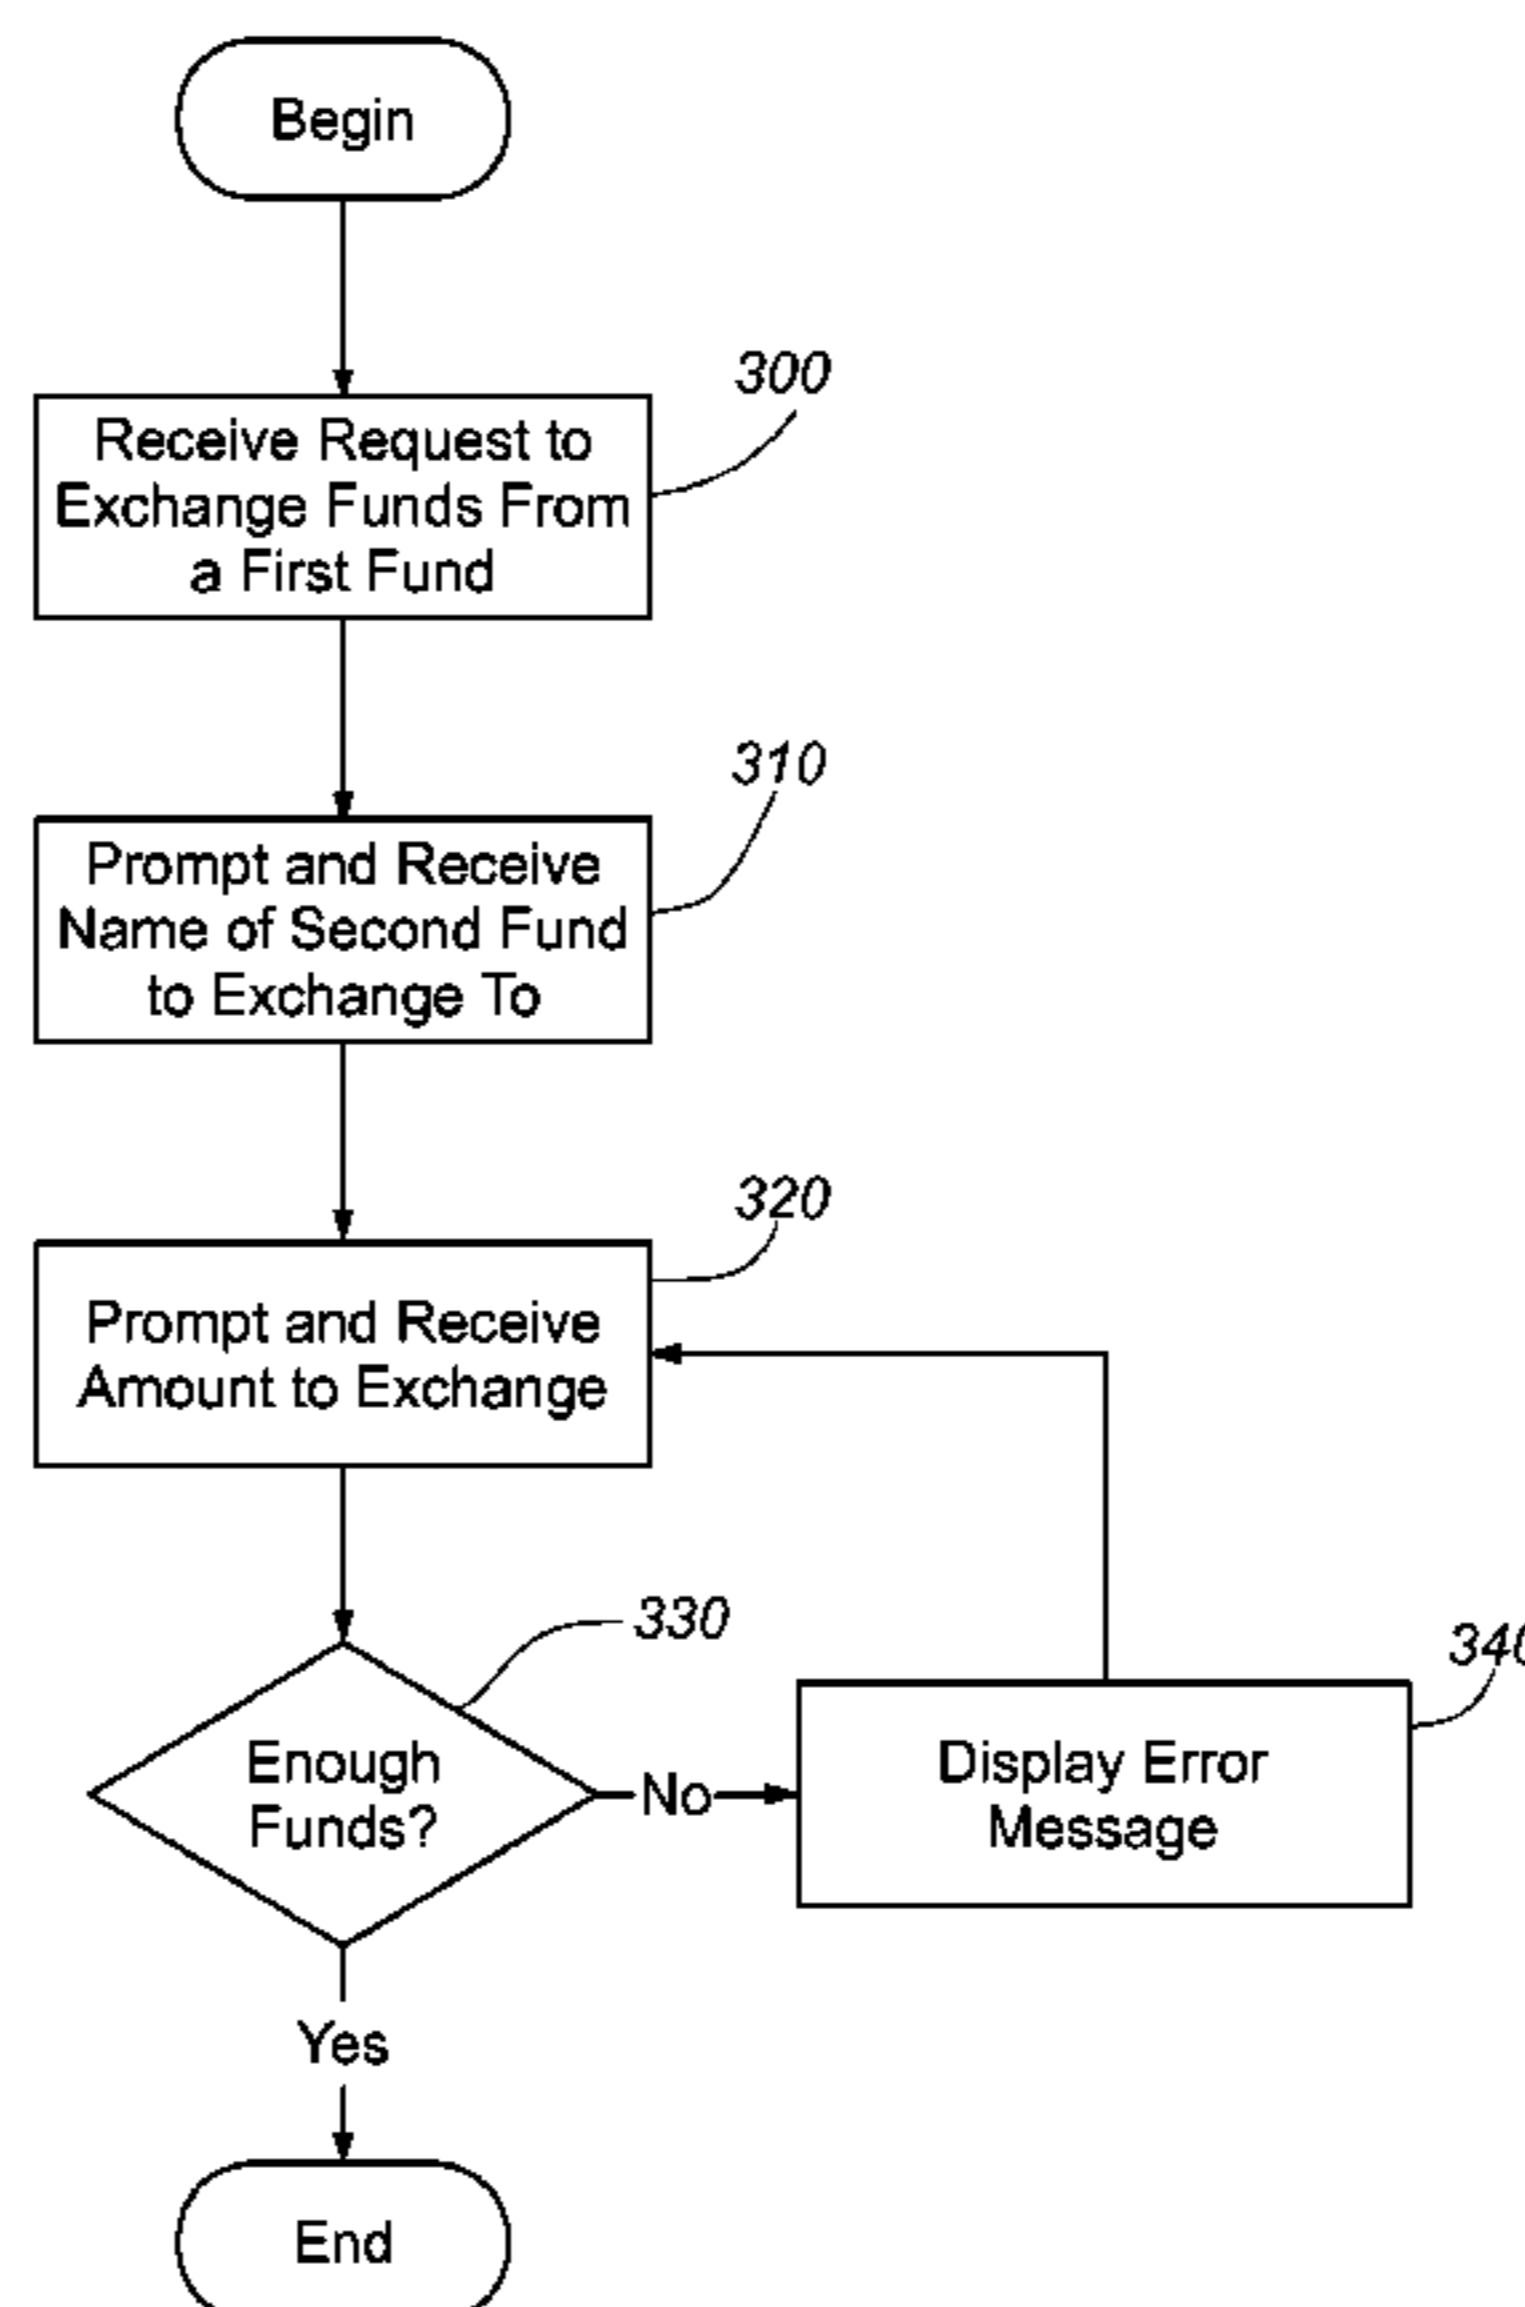 Begin
300
Receive Request to
Exchange Funds From
a First Fund
310
Prompt and Receive
Name of Second Fund
to Exchange To
320
Prompt and Receive
Amount to Exchange
330
340
Enough
Funds?
No
Display Error
Message
Yes
End